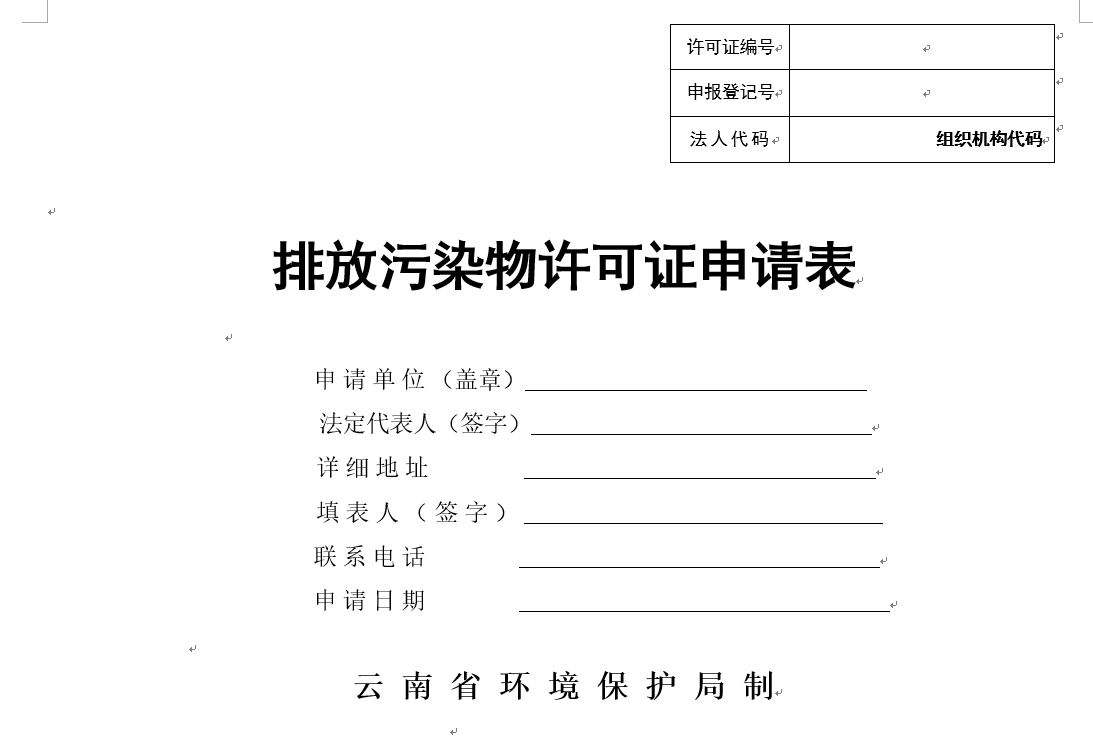 许可证编号
申报登记号
法人代码 组织机构代码
排放污染物许可证申请表
申请单位（盖章）
法定代表人（签字）
详细地址
填表人（签字）
联系电话
申请日期
云南省环境保护局制